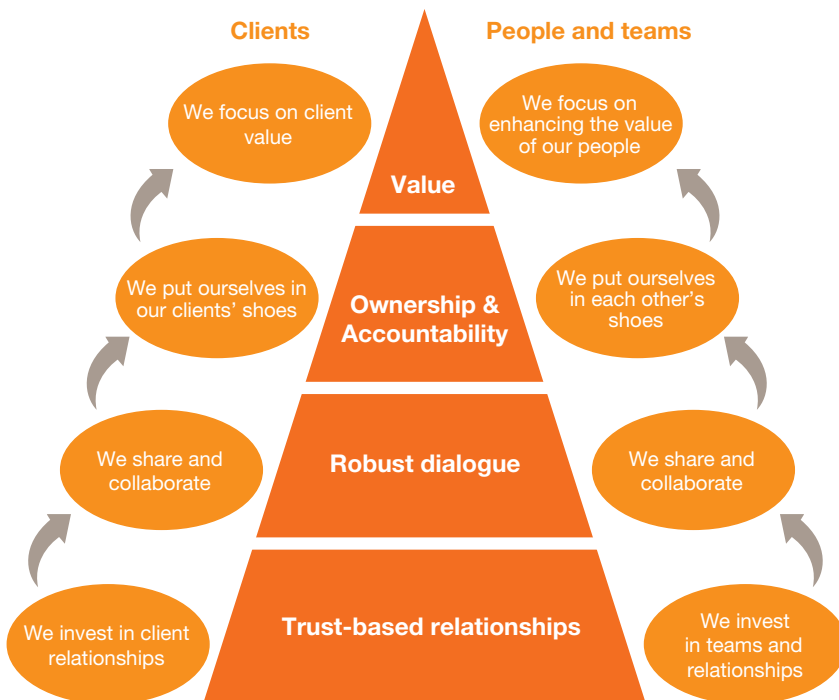 Clients
People and teams
We focus on client
value
We focus on
enhancing the value
of our people
Value
We put ourselves in
our clients’ shoes
Ownership &
Accountability
We put ourselves
in each other’s
shoes
We share and
collaborate
Robust dialogue
We share and
collaborate
We invest in client
relationships
Trust-based relationships
We invest
in teams and
relationships